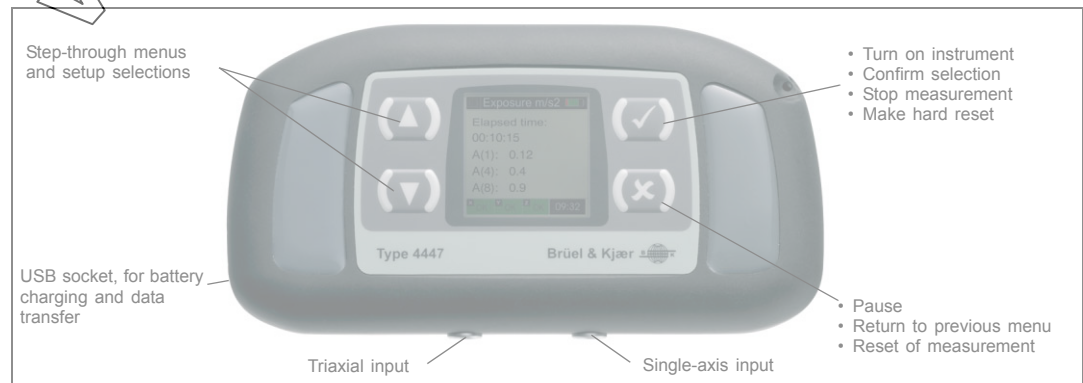 Step-through menus
and setup selections
• Turn on instrument
• Confirm selection
• Stop measurement
• Make hard reset
Exposure m/s2
Elapsed time:
00:10:15
A(1): 0.12
A(4): 0.4
A(8): 0.9
09:32
Type 4447
Brüel & Kjær
USB socket, for battery
charging and data
transfer
• Pause
• Return to previous menu
• Reset of measurement
Triaxial input
Single-axis input